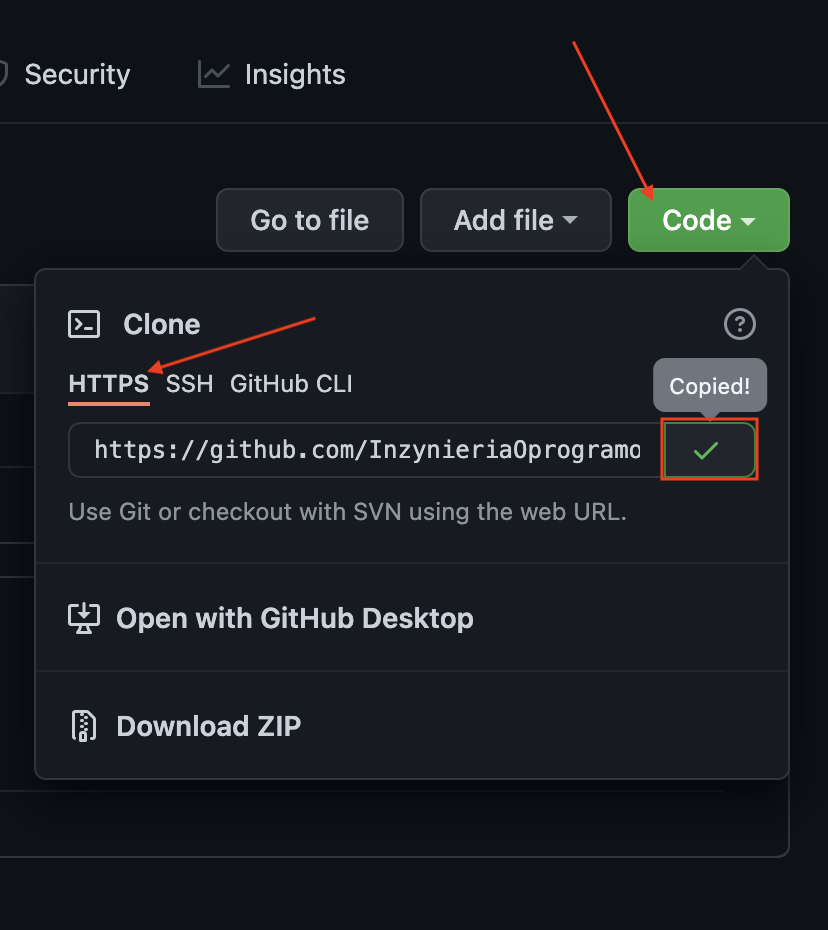 Security Insights
Go to file Add file Code
Clone
HTTPS SSH GitHub CLI
Copied!
https://github.com/InzynieriaOprogramo
Use Git or checkout with SVN using the web URL.
Open with GitHub Desktop
Download ZIP